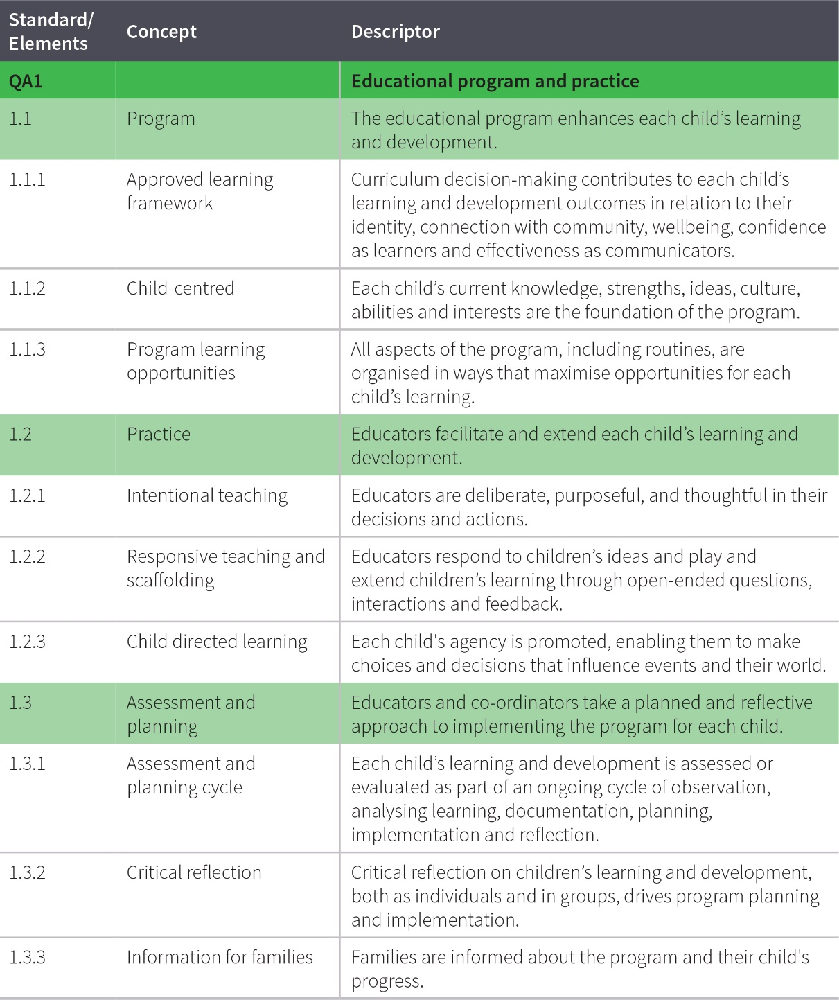 Standard/
Elements
Concept
Descriptor
QA1
Educational program and practice
1.1
Program
The educational program enhances each child’s learning
and development.
1.1.1
Approved learning
framework
Curriculum decision-making contributes to each child’s
learning and development outcomes in relation to their
identity, connection with community, wellbeing, confidence
as learners and effectiveness as communicators.
1.1.2
Child-centred
Each child’s current knowledge, strengths, ideas, culture,
abilities and interests are the foundation of the program.
1.1.3
Program learning
opportunities
All aspects of the program, including routines, are
organised in ways that maximise opportunities for each
child’s learning.
1.2
Practice
Educators facilitate and extend each child’s learning and
development.
1.2.1
Intentional teaching
Educators are deliberate, purposeful, and thoughtful in their
decisions and actions.
1.2.2
Responsive teaching and
scaffolding
Educators respond to children’s ideas and play and
extend children’s learning through open-ended questions,
interactions and feedback.
1.2.3
Child directed learning
Each child's agency is promoted, enabling them to make
choices and decisions that influence events and their world.
1.3
Assessment and
planning
Educators and co-ordinators take a planned and reflective
approach to implementing the program for each child.
1.3.1
Assessment and
planning cycle
Each child’s learning and development is assessed or
evaluated as part of an ongoing cycle of observation,
analysing learning, documentation, planning,
implementation and reflection.
1.3.2
Critical reflection
Critical reflection on children’s learning and development,
both as individuals and in groups, drives program planning
and implementation.
1.3.3
Information for families
Families are informed about the program and their child's
progress.